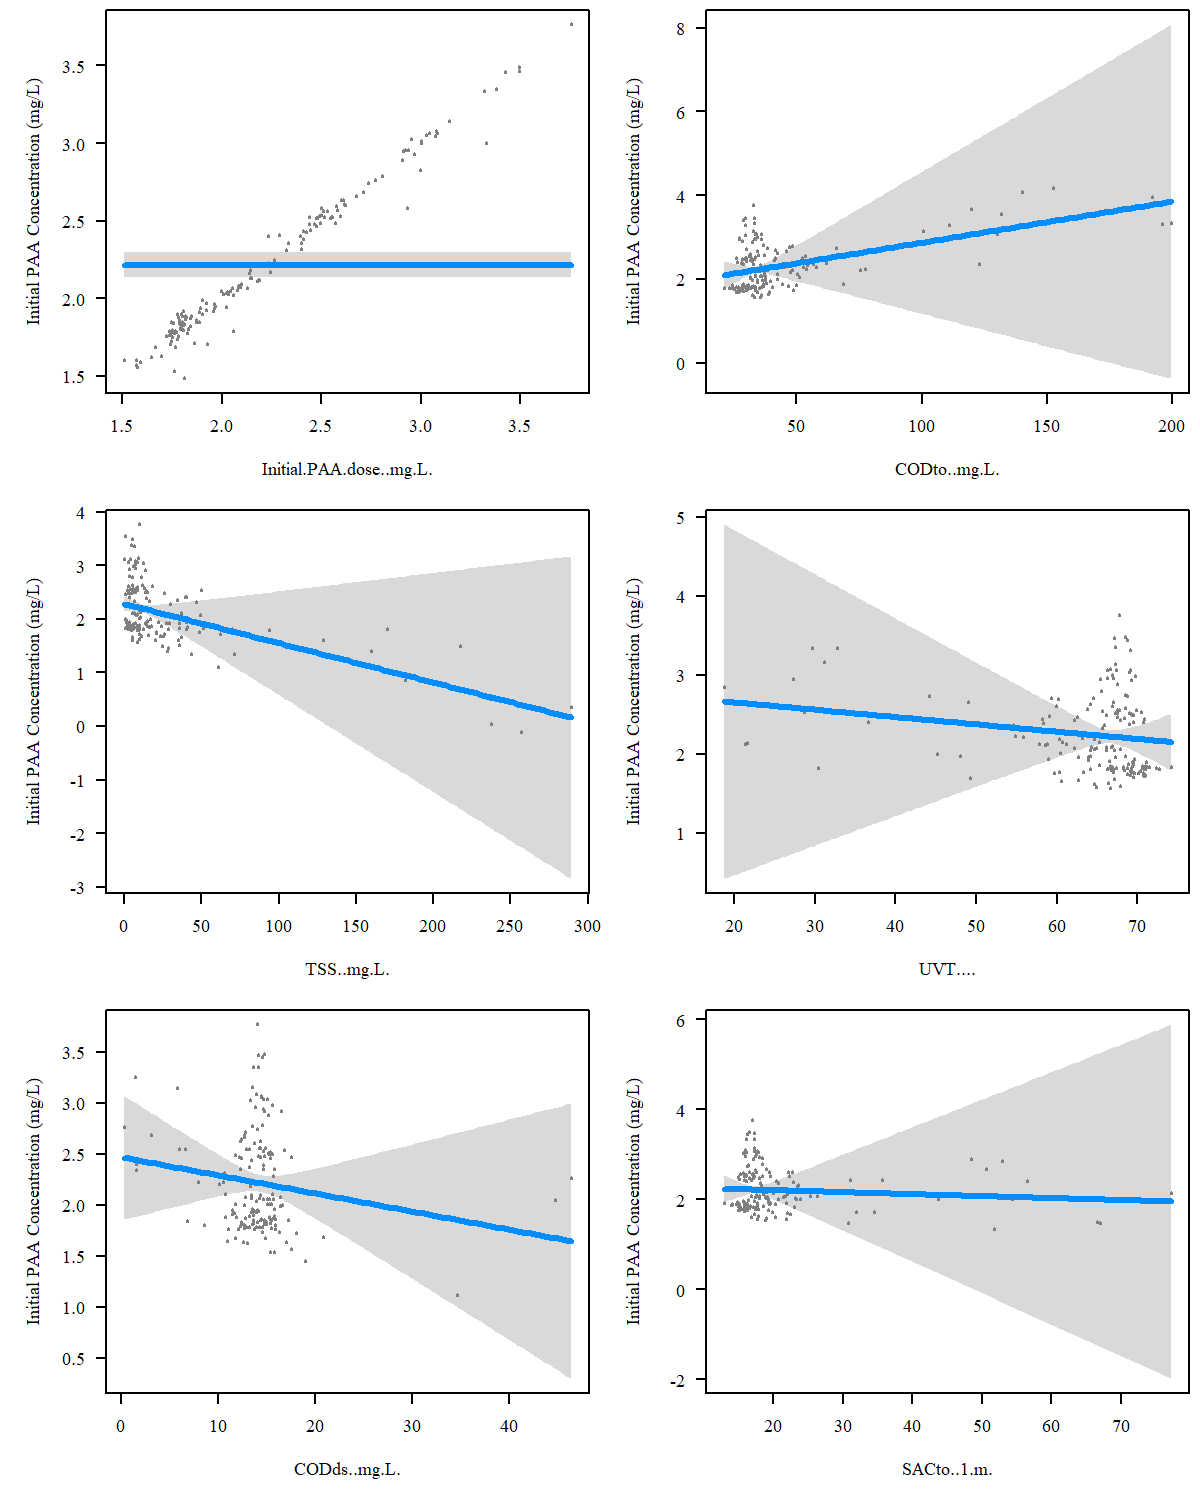 Initial PAA Concentration (mg/L)
3.5
3.0
2.5
2.0
1.5
1.5 2.0 2.5 3.0 3.5
Initial.PAA.dose..mg.L.
Initial PAA Concentration (mg/L)
8
6
4
2
0
50 100 150 200
CODto..mg.L.
Initial PAA Concentration (mg/L)
4
3
2
1
0
-1
-2
-3
0 50 100 150 200 250 300
TSS..mg.L.
Initial PAA Concentration (mg/L)
5
4
3
2
1
20 30 40 50 60 70
UVT....
Initial PAA Concentration (mg/L)
3.5
3.0
2.5
2.0
1.5
1.0
0.5
0 10 20 30 40
CODds..mg.L.
Initial PAA Concentration (mg/L)
6
4
2
0
-2
20 30 40 50 60 70
SACto..1.m.